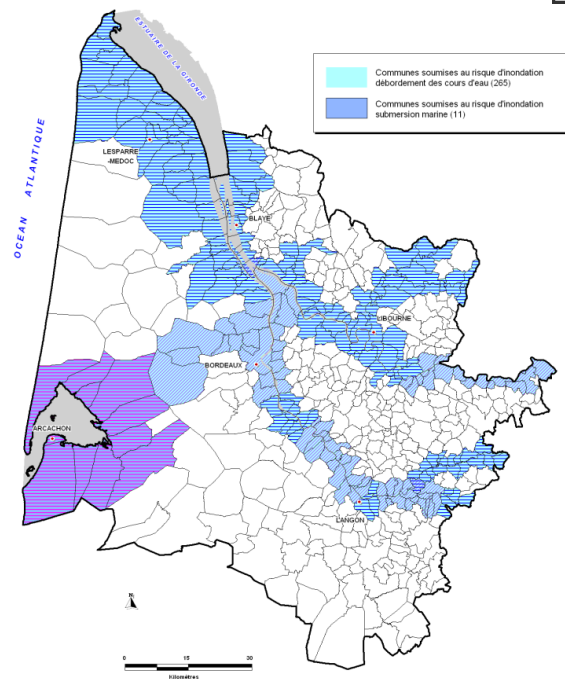 ESTUAIRE DE LA GIRONDE
Communes soumises au risque d'inondation
débordement des cours d'eau (265)
Communes soumises au risque d'inondation
submersion marine (11)
OCEAN ATLANTIQUE
LESPARRE
-MEDOC
BLAYE
LIBOURNE
BORDEAUX
ARCACHON
LANGON
N
0 15 30
Kilomètres